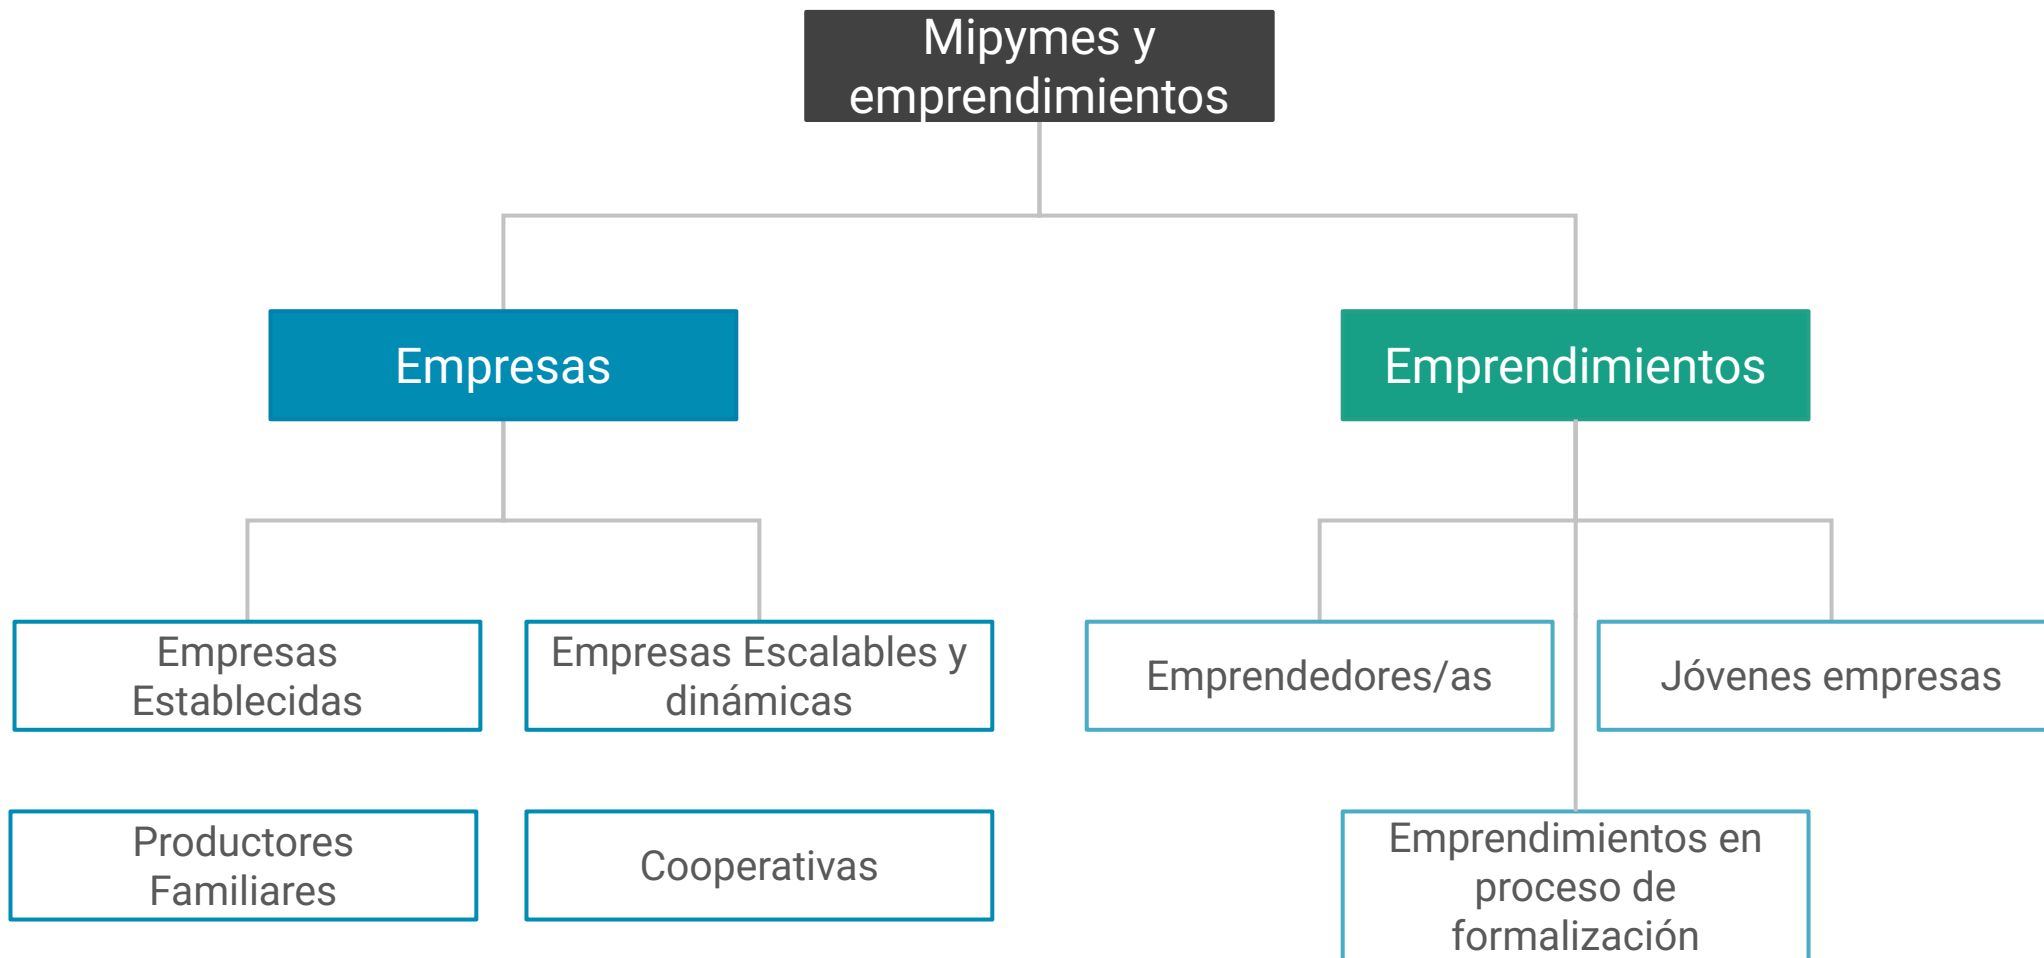 Mipymes y
emprendimientos
Empresas
Emprendimientos
Empresas
Establecidas
Empresas Escalables y
dinámicas
Emprendedores/as
Jóvenes empresas
Productores
Familiares
Cooperativas
Emprendimientos en
proceso de
formalización